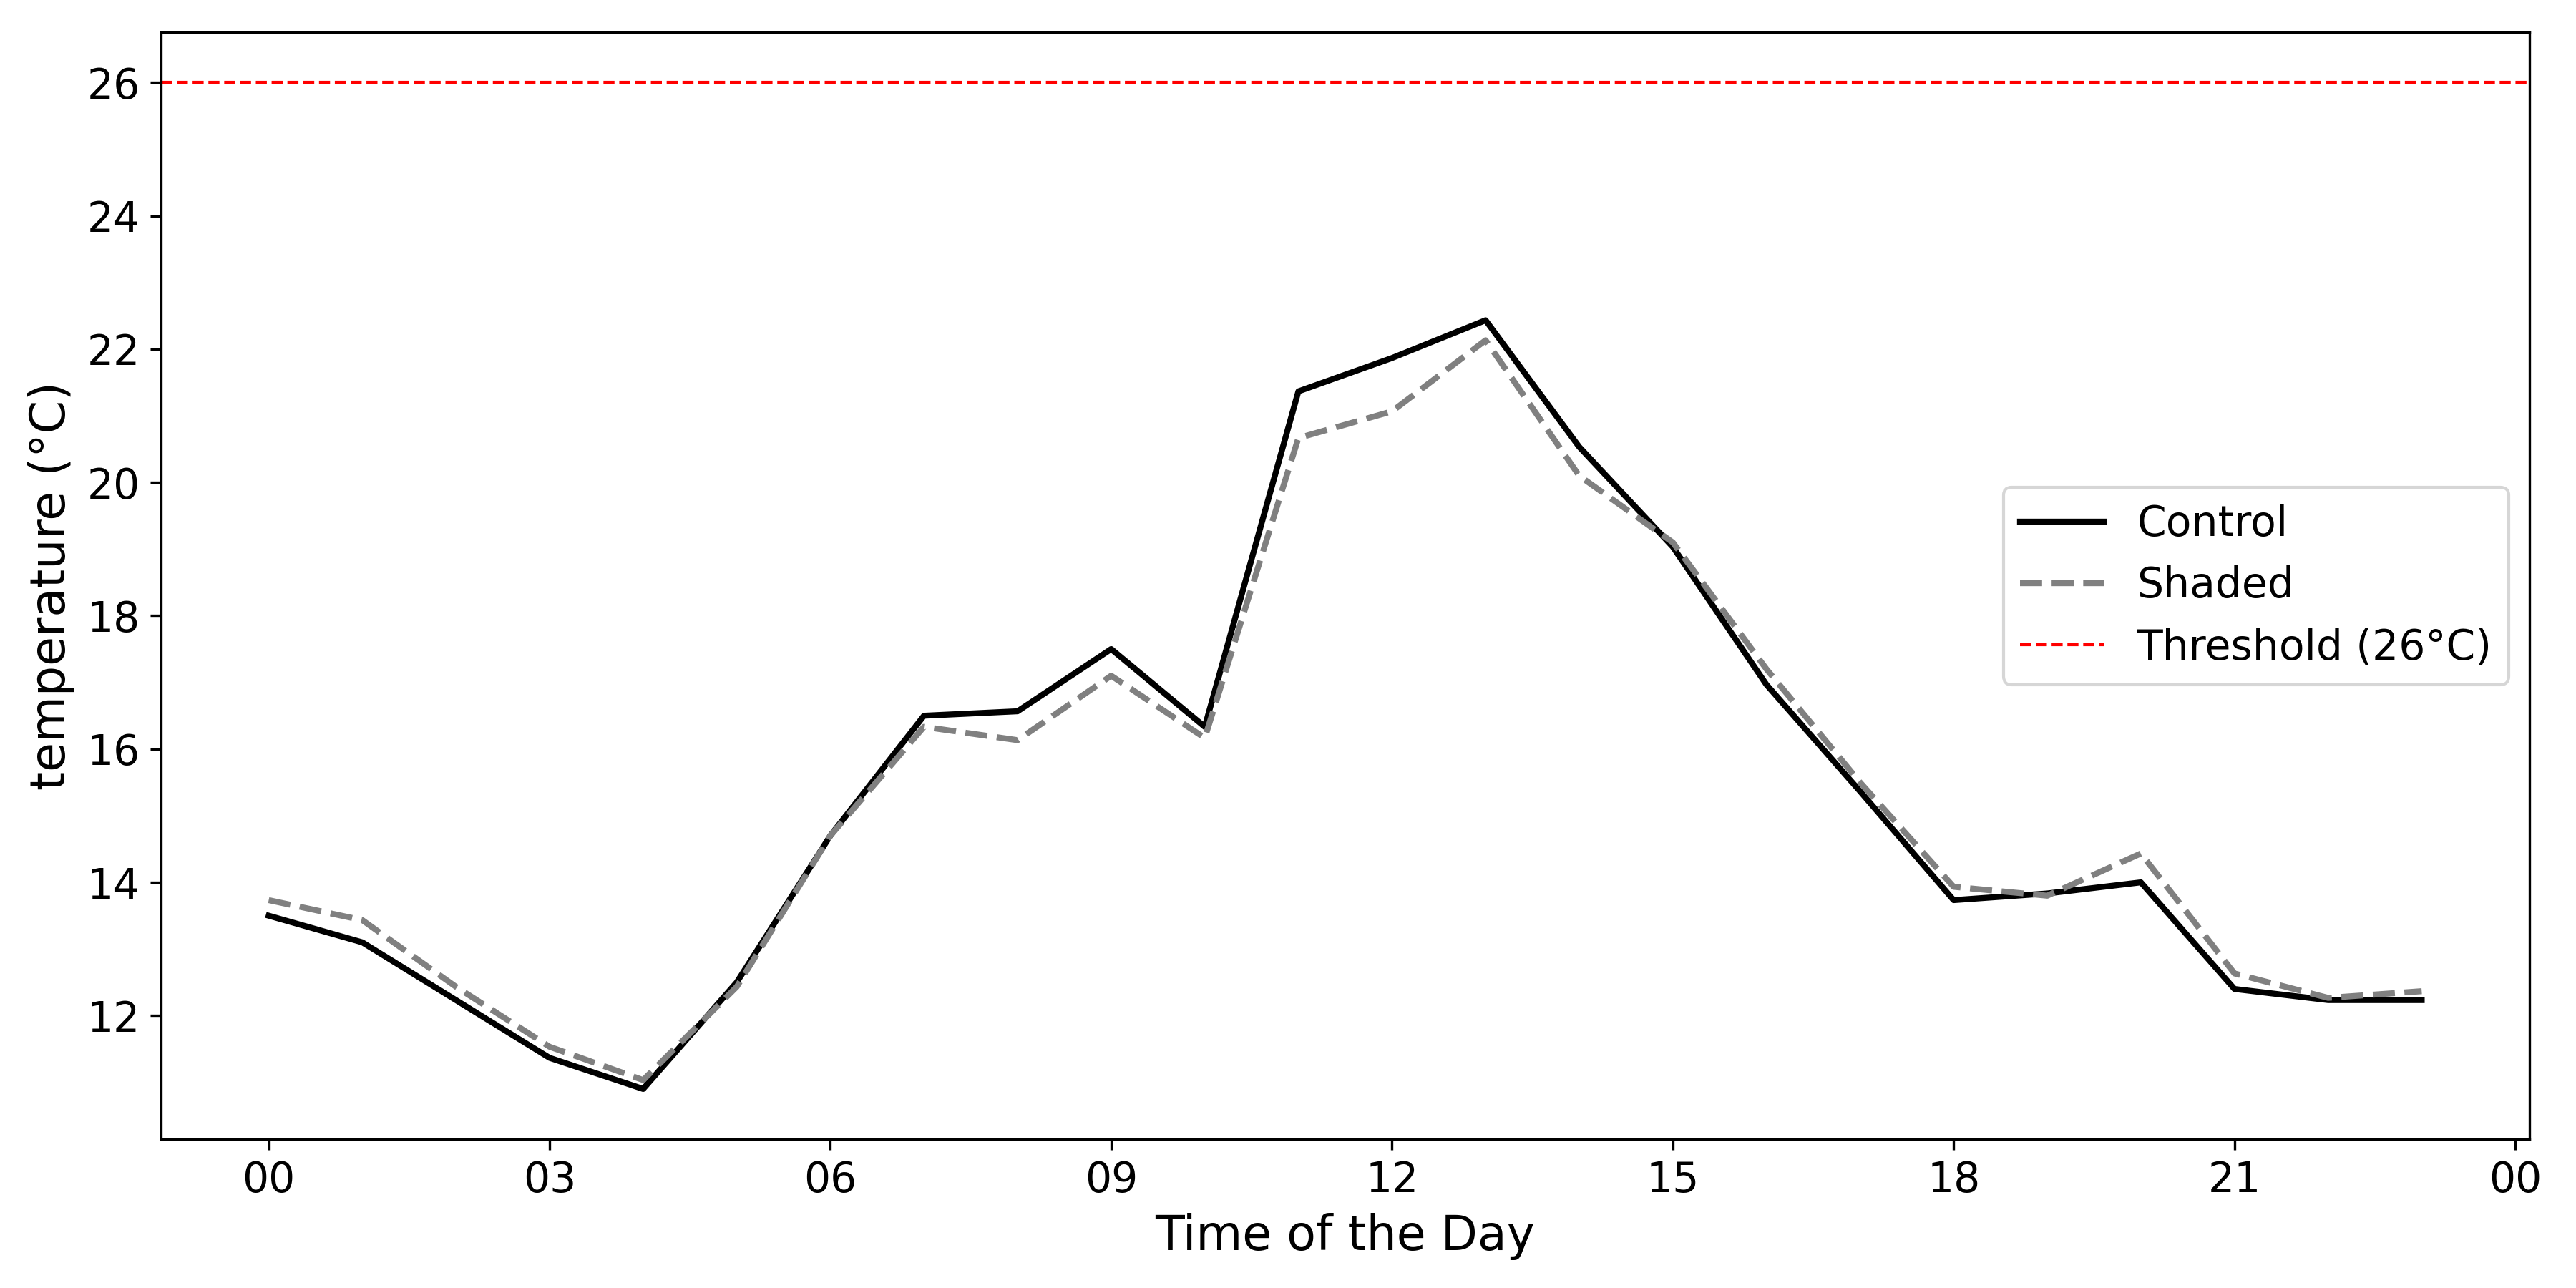 26
24
22
20
18
16
14
12
temperature (°C)
Control
Shaded
Threshold (26°C)
00 03 06 09 12 15 18 21 00
Time of the Day